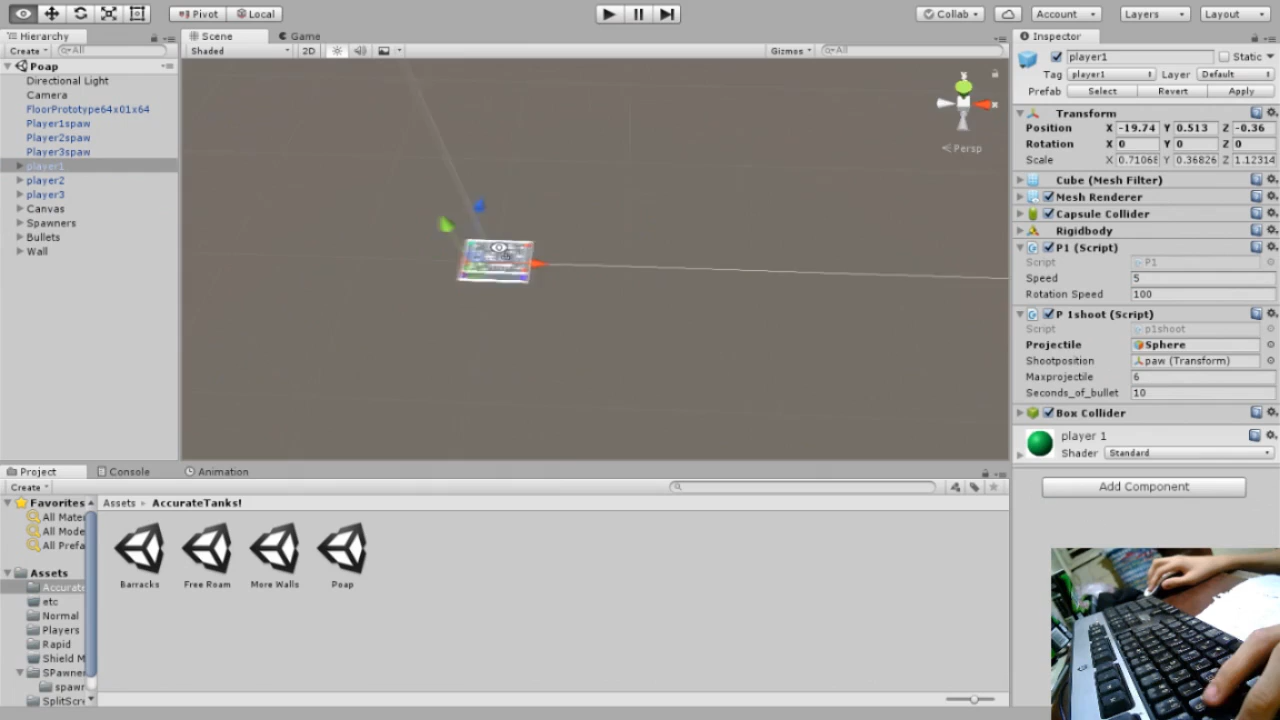 Pivot Local Collab Account Layers Layout
Hierarchy
Create All
Poap
Directional Light
Camera
FloorPrototype64x01x64
Player1spaw
Player2spaw
Player3spaw
player1
player2
player3
Canvas
Spawners
Bullets
Wall
Scene Game
Shaded 2D Gizmos All
Persp
Inspector
player1 Static
Tag player1 Layer Default
Prefab Select Revert Apply
Transform
Position X -19.74 Y 0.513 Z -0.36
Rotation X 0 Y 0 Z 0
Scale X 0.71068 Y 0.36826 Z 1.12314
Cube (Mesh Filter)
Mesh Renderer
Capsule Collider
Rigidbody
P1 (Script)
Script P1
Speed 5
Rotation Speed 100
P 1shoot (Script)
Script p1shoot
Projectile Sphere
Shootposition paw (Transform)
Maxprojectile 6
Seconds_of_bullet 10
Box Collider
player 1
Shader Standard
Add Component
Project Console Animation
Create
Favorites
All Mater
All Mode
All Prefa
Assets
Accurate
etc
Normal
Players
Rapid
Shield M
SPawner
spawr
SplitScre
Assets AccurateTanks!
Barracks Free Roam More Walls Poap